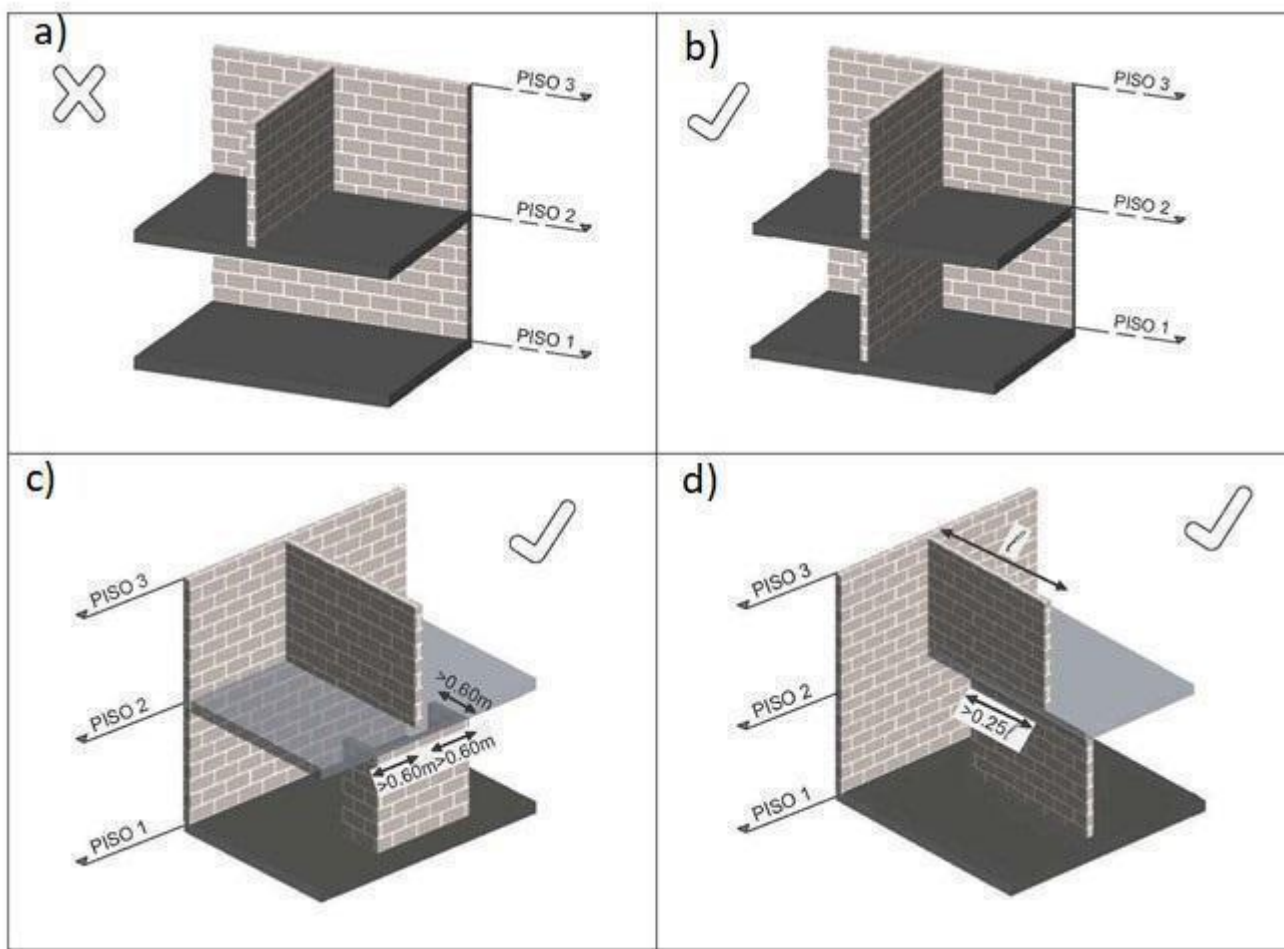 a)
PISO 3
PISO 2
PISO 1
b)
PISO 3
PISO 2
PISO 1
c)
PISO 3
PISO 2
PISO 1
>0.60m
>0.60m
>0.60m
d)
PISO 3
PISO 2
PISO 1
ℓ
>0.25ℓ